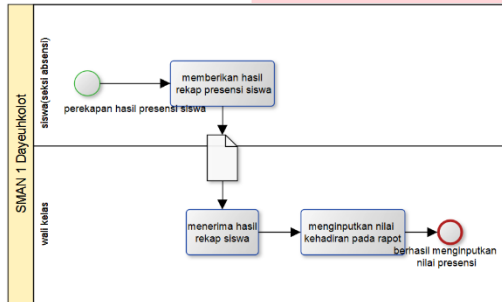 SMAN 1 Dayeuhkolot
siswa(seksi absensi)
perekapan hasil presensi siswa
memberikan hasil
rekap presensi siswa
wali kelas
menerima hasil
rekap siswa
menginputkan nilai
kehadiran pada rapot
berhasil menginputkan
nilai presensi